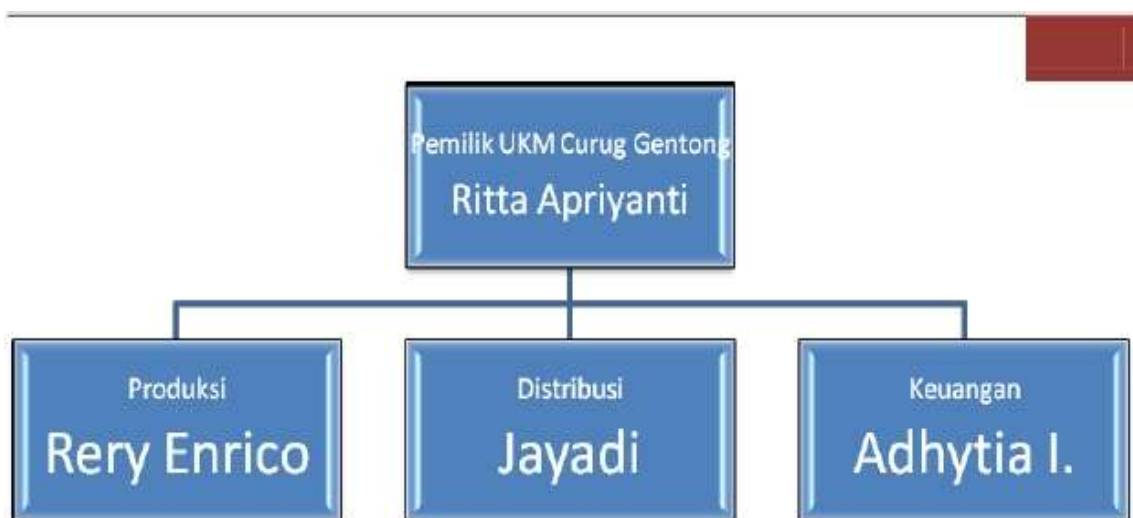 Pemilik UKM Curug Gentong
Ritta Apriyanti
Produksi
Rery Enrico
Distribusi
Jayadi
Keuangan
Adhytia I.